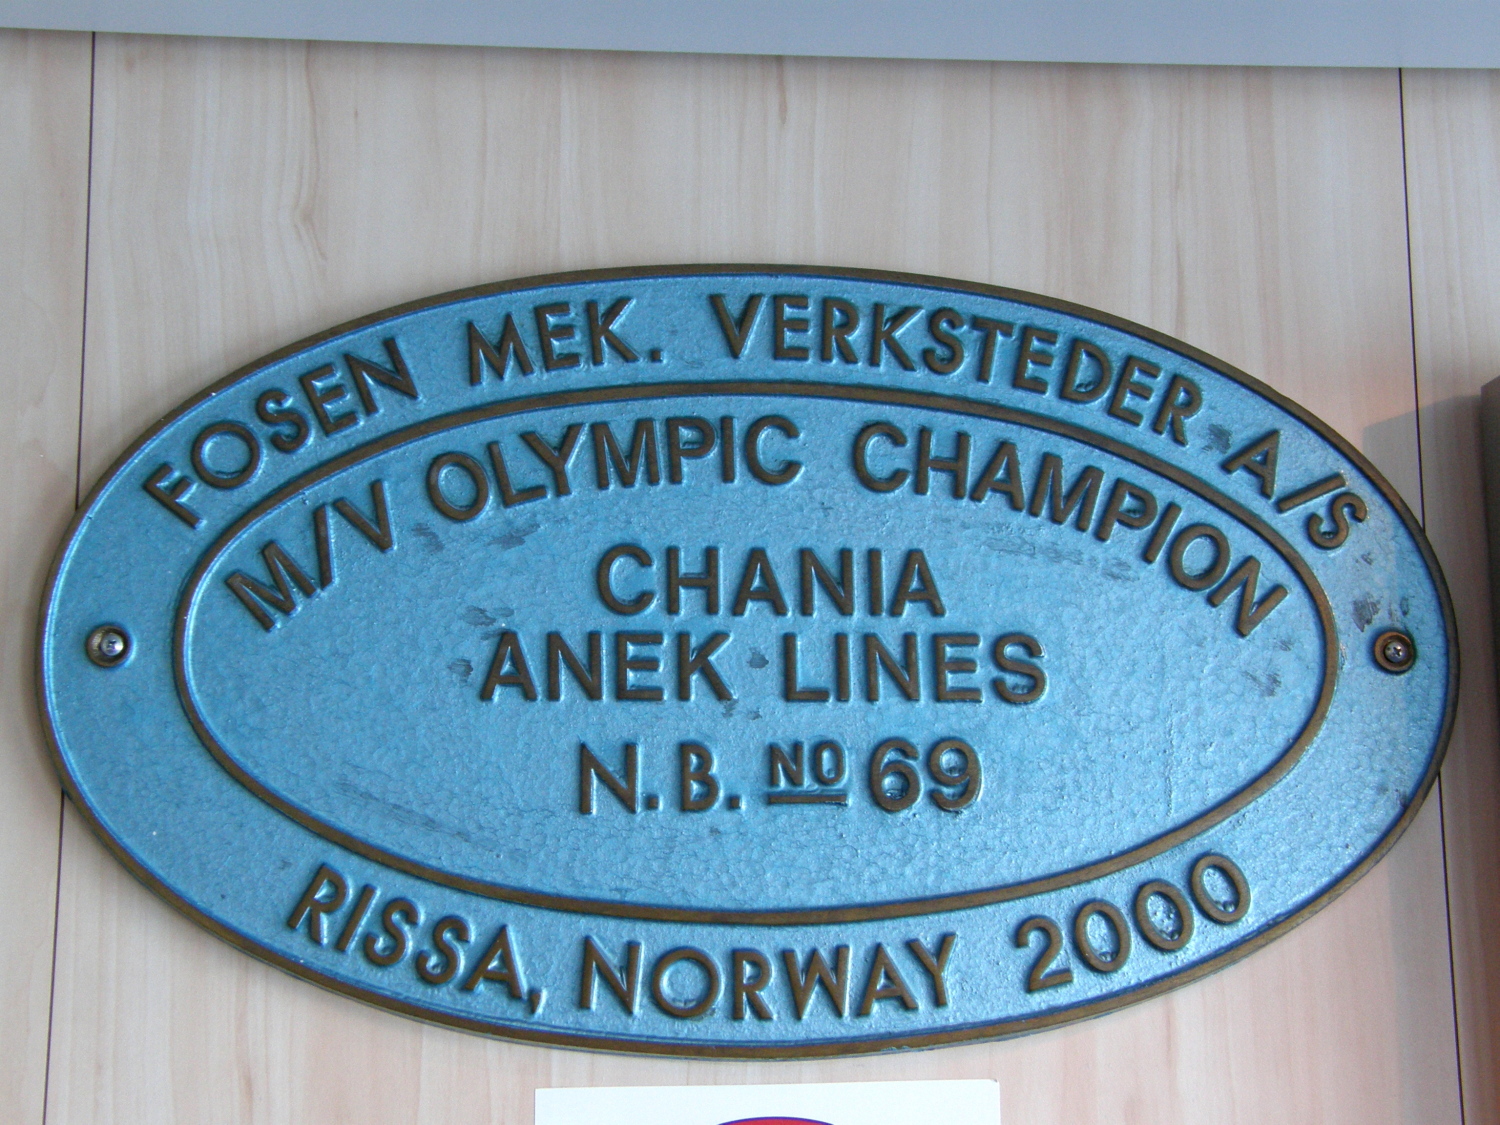 FOSEN MEK. VERKSTEDER A/S
M/V OLYMPIC CHAMPION
CHANIA
ANEK LINES
N.B. NO 69
RISSA, NORWAY 2000